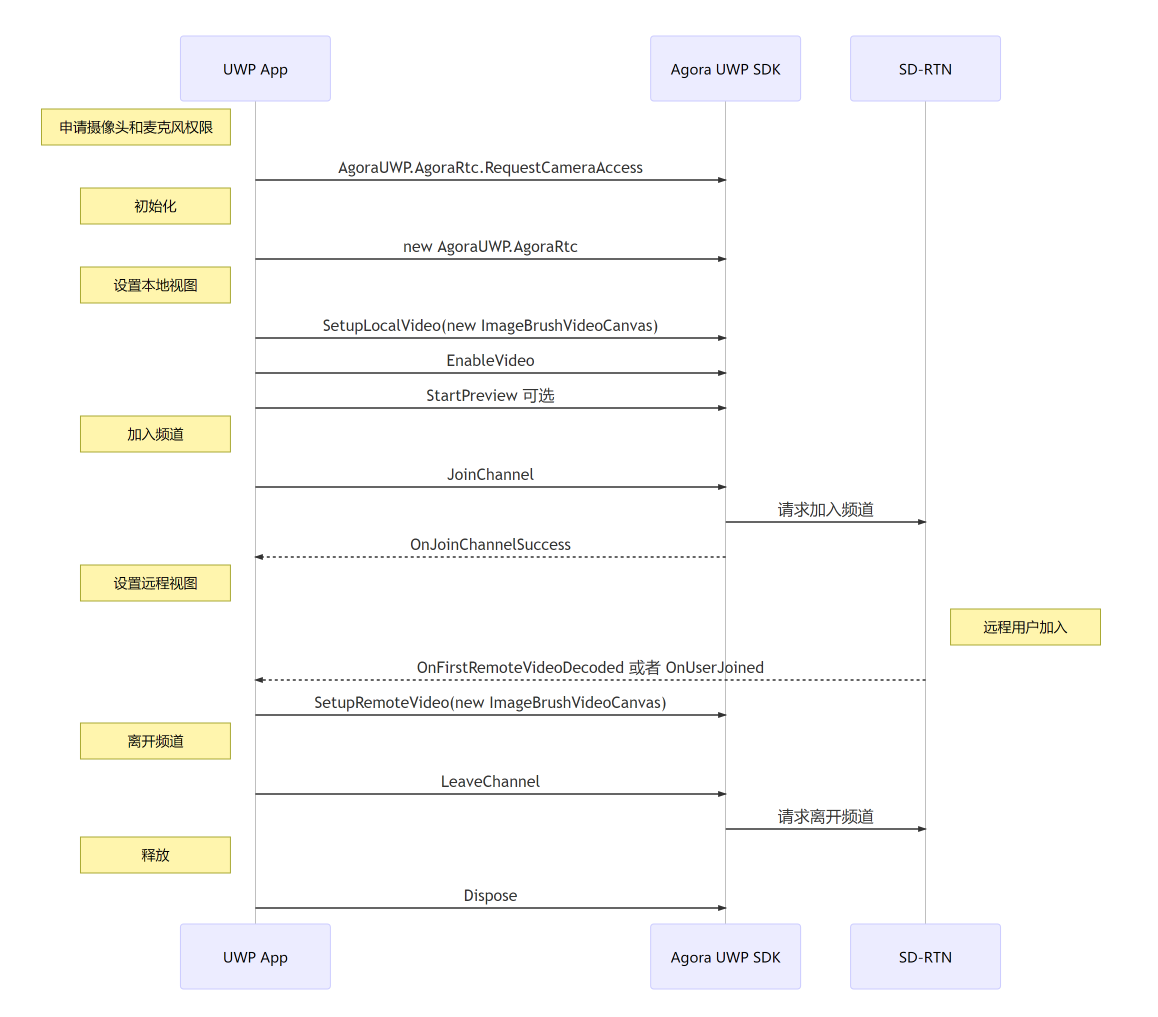 UWP App
Agora UWP SDK
SD-RTN
申请摄像头和麦克风权限
AgoraUWP.AgoraRtc.RequestCameraAccess
初始化
new AgoraUWP.AgoraRtc
设置本地视图
SetupLocalVideo(new ImageBrushVideoCanvas)
EnableVideo
StartPreview 可选
加入频道
JoinChannel
请求加入频道
OnJoinChannelSuccess
设置远程视图
远程用户加入
OnFirstRemoteVideoDecoded 或者 OnUserJoined
SetupRemoteVideo(new ImageBrushVideoCanvas)
离开频道
LeaveChannel
请求离开频道
释放
Dispose
UWP App
Agora UWP SDK
SD-RTN